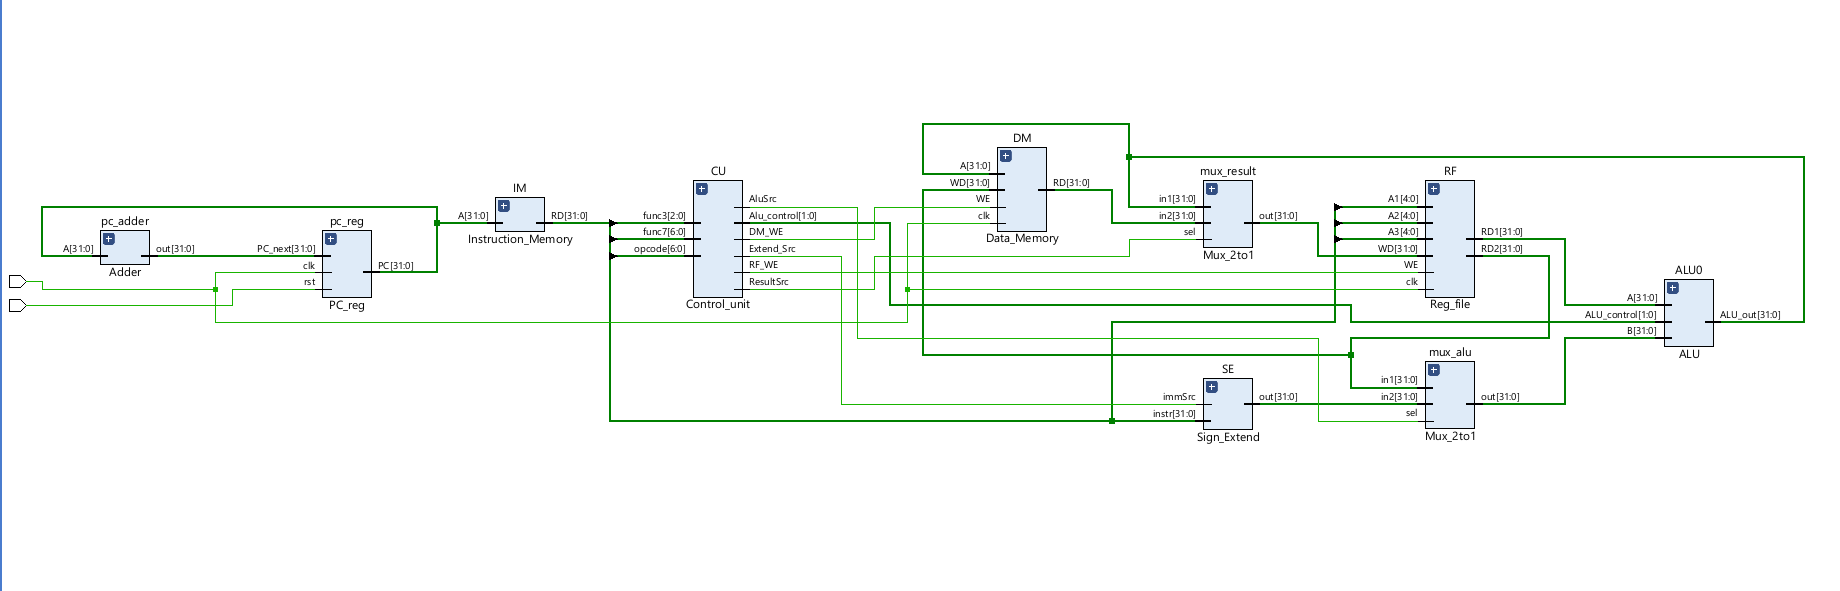 pc_adder
A[31:0]
out[31:0]
Adder
pc_reg
PC_next[31:0]
clk
rst
PC[31:0]
PC_reg
IM
A[31:0]
RD[31:0]
Instruction_Memory
CU
func3[2:0]
func7[6:0]
opcode[6:0]
AluSrc
Alu_control[1:0]
DM_WE
Extend_Src
RF_WE
ResultSrc
Control_unit
DM
A[31:0]
WD[31:0]
WE
clk
RD[31:0]
Data_Memory
mux_result
in1[31:0]
in2[31:0]
sel
out[31:0]
Mux_2to1
SE
immSrc
instr[31:0]
out[31:0]
Sign_Extend
RF
A1[4:0]
A2[4:0]
A3[4:0]
WD[31:0]
WE
clk
RD1[31:0]
RD2[31:0]
Reg_file
mux_alu
in1[31:0]
in2[31:0]
sel
out[31:0]
Mux_2to1
ALU0
A[31:0]
ALU_control[1:0]
B[31:0]
ALU_out[31:0]
ALU